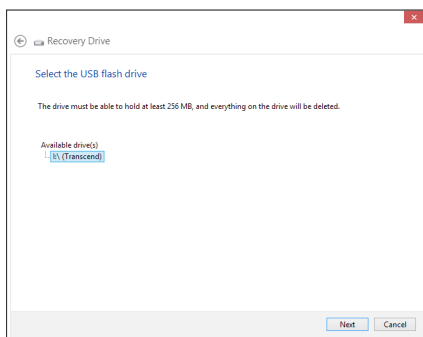 Recovery Drive
Select the USB flash drive
The drive must be able to hold at least 256 MB, and everything on the drive will be deleted.
Available drive(s)
I:\ (Transcend)
Next Cancel